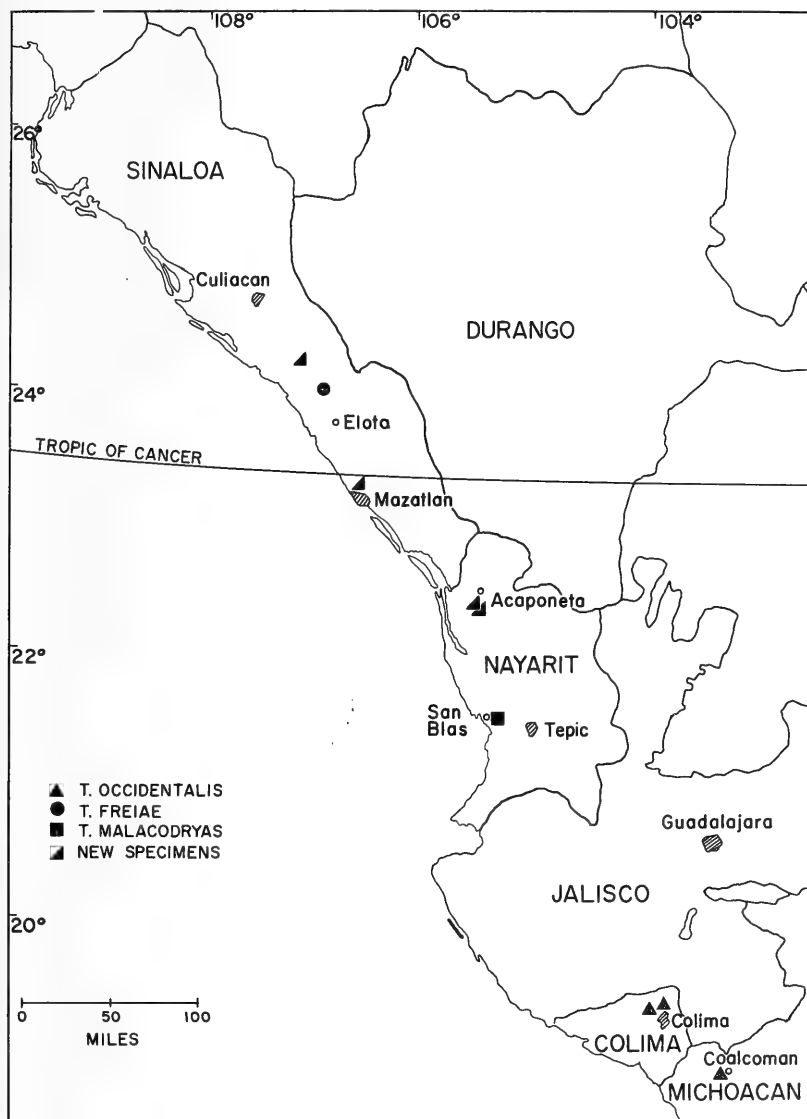 108°
106°
104°
26°
SINALOA
Culiacan
DURANGO
24°
Elota
TROPIC OF CANCER
Mazatlan
Acaponeta
22°
NAYARIT
San
Blas
Tepic
T. OCCIDENTALIS
T. FREIAE
T. MALACODRYAS
NEW SPECIMENS
Guadalajara
JALISCO
20°
0 50 100
MILES
Colima
COLIMA
Coalcoman
MICHOACAN